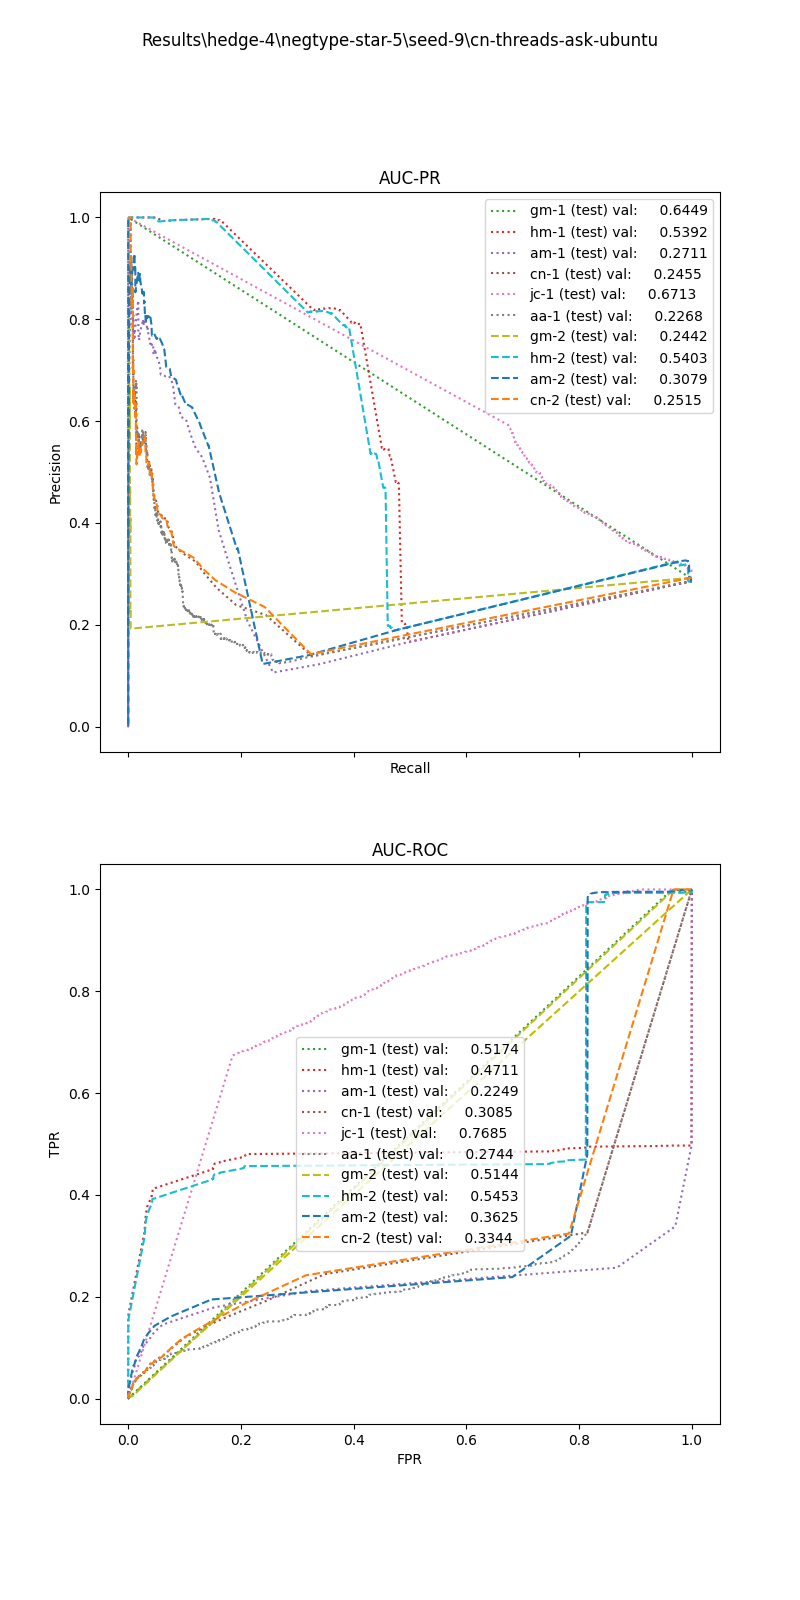 Results\hedge-4\negtype-star-5\seed-9\cn-threads-ask-ubuntu
AUC-PR
gm-1 (test) val: 0.6449
hm-1 (test) val: 0.5392
am-1 (test) val: 0.2711
cn-1 (test) val: 0.2455
jc-1 (test) val: 0.6713
aa-1 (test) val: 0.2268
gm-2 (test) val: 0.2442
hm-2 (test) val: 0.5403
am-2 (test) val: 0.3079
cn-2 (test) val: 0.2515
1.0
0.8
0.6
0.4
0.2
0.0
Precision
Recall
AUC-ROC
gm-1 (test) val: 0.5174
hm-1 (test) val: 0.4711
am-1 (test) val: 0.2249
cn-1 (test) val: 0.3085
jc-1 (test) val: 0.7685
aa-1 (test) val: 0.2744
gm-2 (test) val: 0.5144
hm-2 (test) val: 0.5453
am-2 (test) val: 0.3625
cn-2 (test) val: 0.3344
1.0
0.8
0.6
0.4
0.2
0.0
TPR
0.0 0.2 0.4 0.6 0.8 1.0
FPR